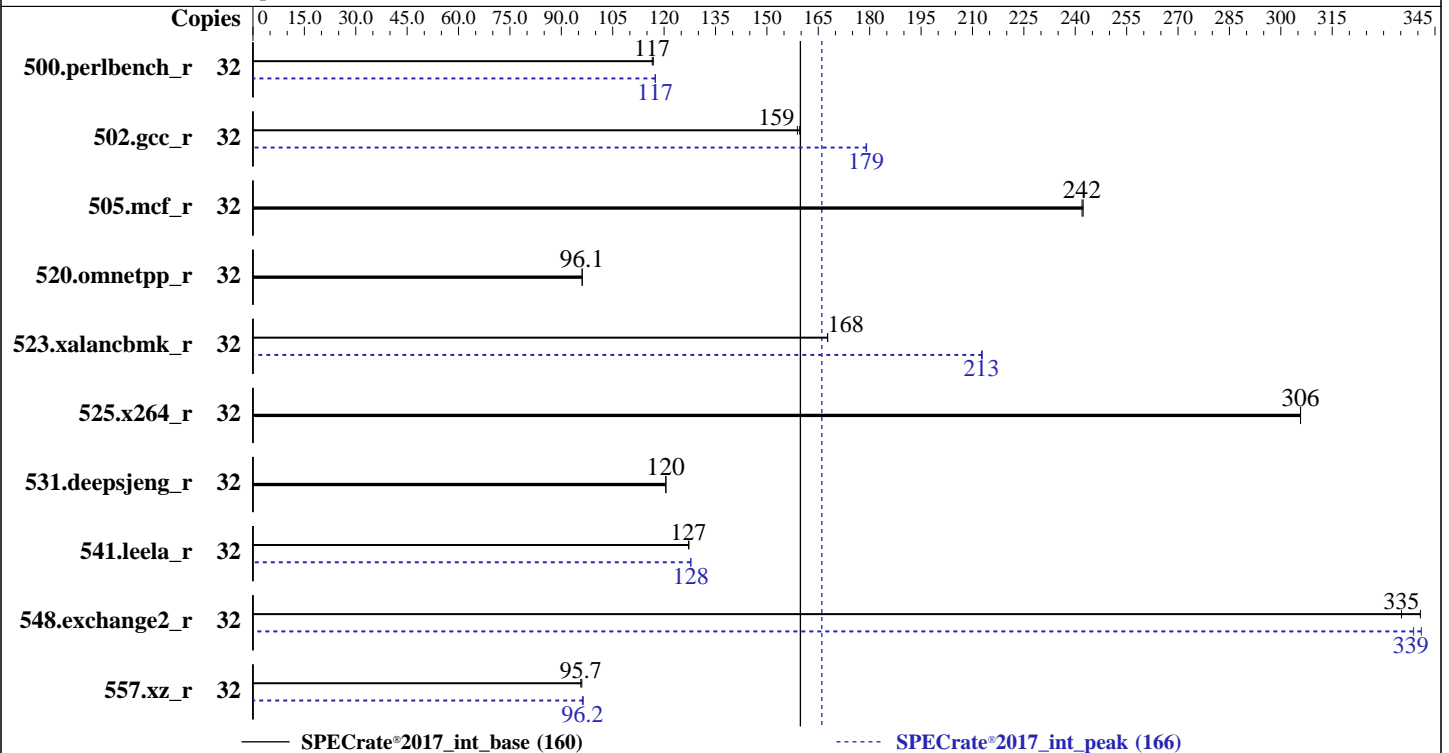 Copies 0 15.0 30.0 45.0 60.0 75.0 90.0 105 120 135 150 165 180 195 210 225 240 255 270 285 300 315 345
117
500.perlbench_r 32
117
159
502.gcc_r 32
179
242
505.mcf_r 32
96.1
520.omnetpp_r 32
168
523.xalancbmk_r 32
213
306
525.x264_r 32
120
531.deepsjeng_r 32
127
541.leela_r 32
128
335
548.exchange2_r 32
339
95.7
557.xz_r 32
96.2
SPECrate®2017_int_base (160) SPECrate®2017_int_peak (166)